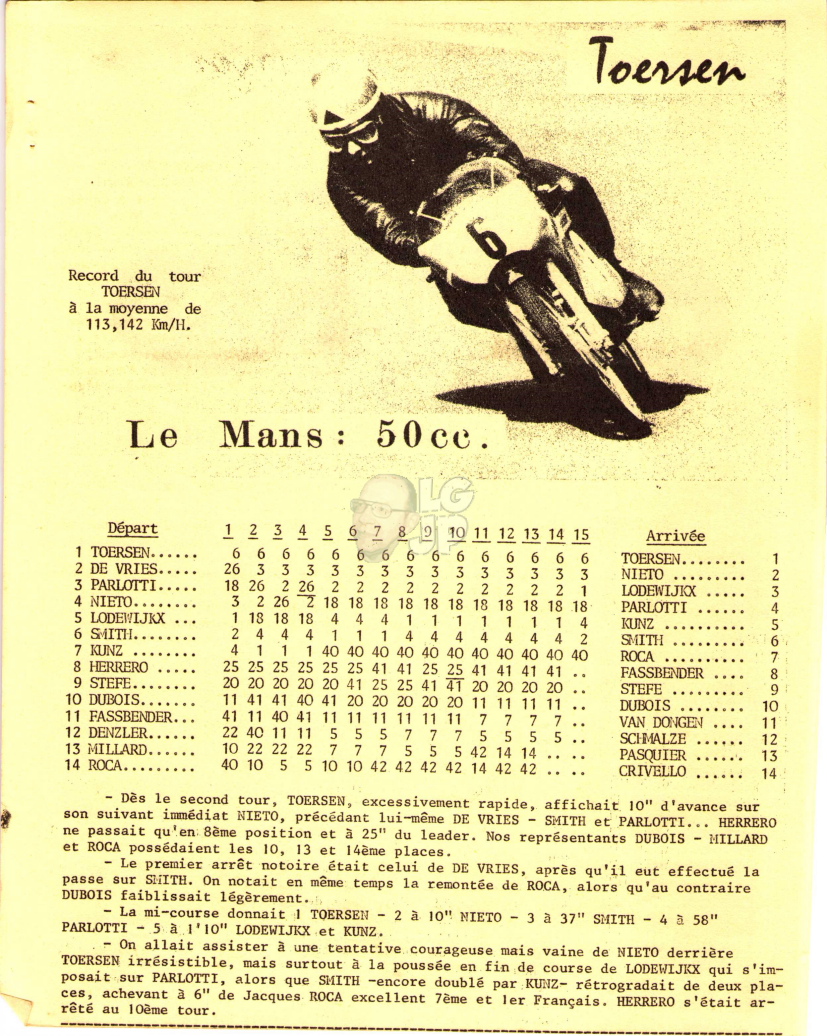 Toersen
6
Record du tour
TOERSEN
à la moyenne de
113,142 Km/H.
Le Mans : 50cc.
LG
JP
Départ 1 2 3 4 5 6 7 8 9 10 11 12 13 14 15 Arrivée
1 TOERSEN...... 6 6 6 6 6 6 6 6 6 6 6 6 6 6 6 TOERSEN........ 1
2 DE VRIES..... 26 3 3 3 3 3 3 3 3 3 3 3 3 3 3 NIETO ......... 2
3 PARLOTTI..... 18 26 2 26 2 2 2 2 2 2 2 2 2 2 1 LODEWIJKX ..... 3
4 NIETO........ 3 2 26 2 18 18 18 18 18 18 18 18 18 18 18 PARLOTTI ...... 4
5 LODEWIJKX ... 1 18 18 18 4 4 4 1 1 1 1 1 1 1 4 KUNZ .......... 5
6 SMITH........ 2 4 4 4 1 1 1 4 4 4 4 4 4 4 2 SMITH ......... 6
7 KUNZ ........ 4 1 1 1 40 40 40 40 40 40 40 40 40 40 40 ROCA .......... 7
8 HERRERO ..... 25 25 25 25 25 25 41 41 25 25 41 41 41 41 .. FASSBENDER .... 8
9 STEFE........ 20 20 20 20 20 41 25 25 41 41 20 20 20 20 .. STEFE ......... 9
10 DUBOIS....... 11 41 41 40 41 20 20 20 20 20 11 11 11 11 .. DUBOIS ........ 10
11 FASSBENDER... 41 11 40 41 11 11 11 11 11 11 7 7 7 7 .. VAN DONGEN .... 11
12 DENZLER...... 22 40 11 11 5 5 5 7 7 7 5 5 5 5 .. SCHMALZE ...... 12
13 MILLARD...... 10 22 22 22 7 7 7 5 5 5 42 14 14 .. .. PASQUIER ...... 13
14 ROCA......... 40 10 5 5 10 10 42 42 42 42 14 42 42 .. .. CRIVELLO ...... 14
- Dès le second tour, TOERSEN, excessivement rapide, affichait 10" d'avance sur
son suivant immédiat NIETO, précédant lui-même DE VRIES - SMITH et PARLOTTI... HERRERO
ne passait qu'en 8ème position et à 25" du leader. Nos représentants DUBOIS - MILLARD
et ROCA possédaient les 10, 13 et 14ème places.
- Le premier arrêt notoire était celui de DE VRIES, après qu'il eut effectué la
passe sur SMITH. On notait en même temps la remontée de ROCA, alors qu'au contraire
DUBOIS faiblissait légèrement.
- La mi-course donnait 1 TOERSEN - 2 à 10" NIETO - 3 à 37" SMITH - 4 à 58"
PARLOTTI - 5 à 1'10" LODEWIJKX et KUNZ.
- On allait assister à une tentative courageuse mais vaine de NIETO derrière
TOERSEN irrésistible, mais surtout à la poussée en fin de course de LODEWIJKX qui s'im-
posait sur PARLOTTI, alors que SMITH -encore doublé par KUNZ- rétrogradait de deux pla-
ces, achevant à 6" de Jacques ROCA excellent 7ème et 1er Français. HERRERO s'était ar-
rêté au 10ème tour.